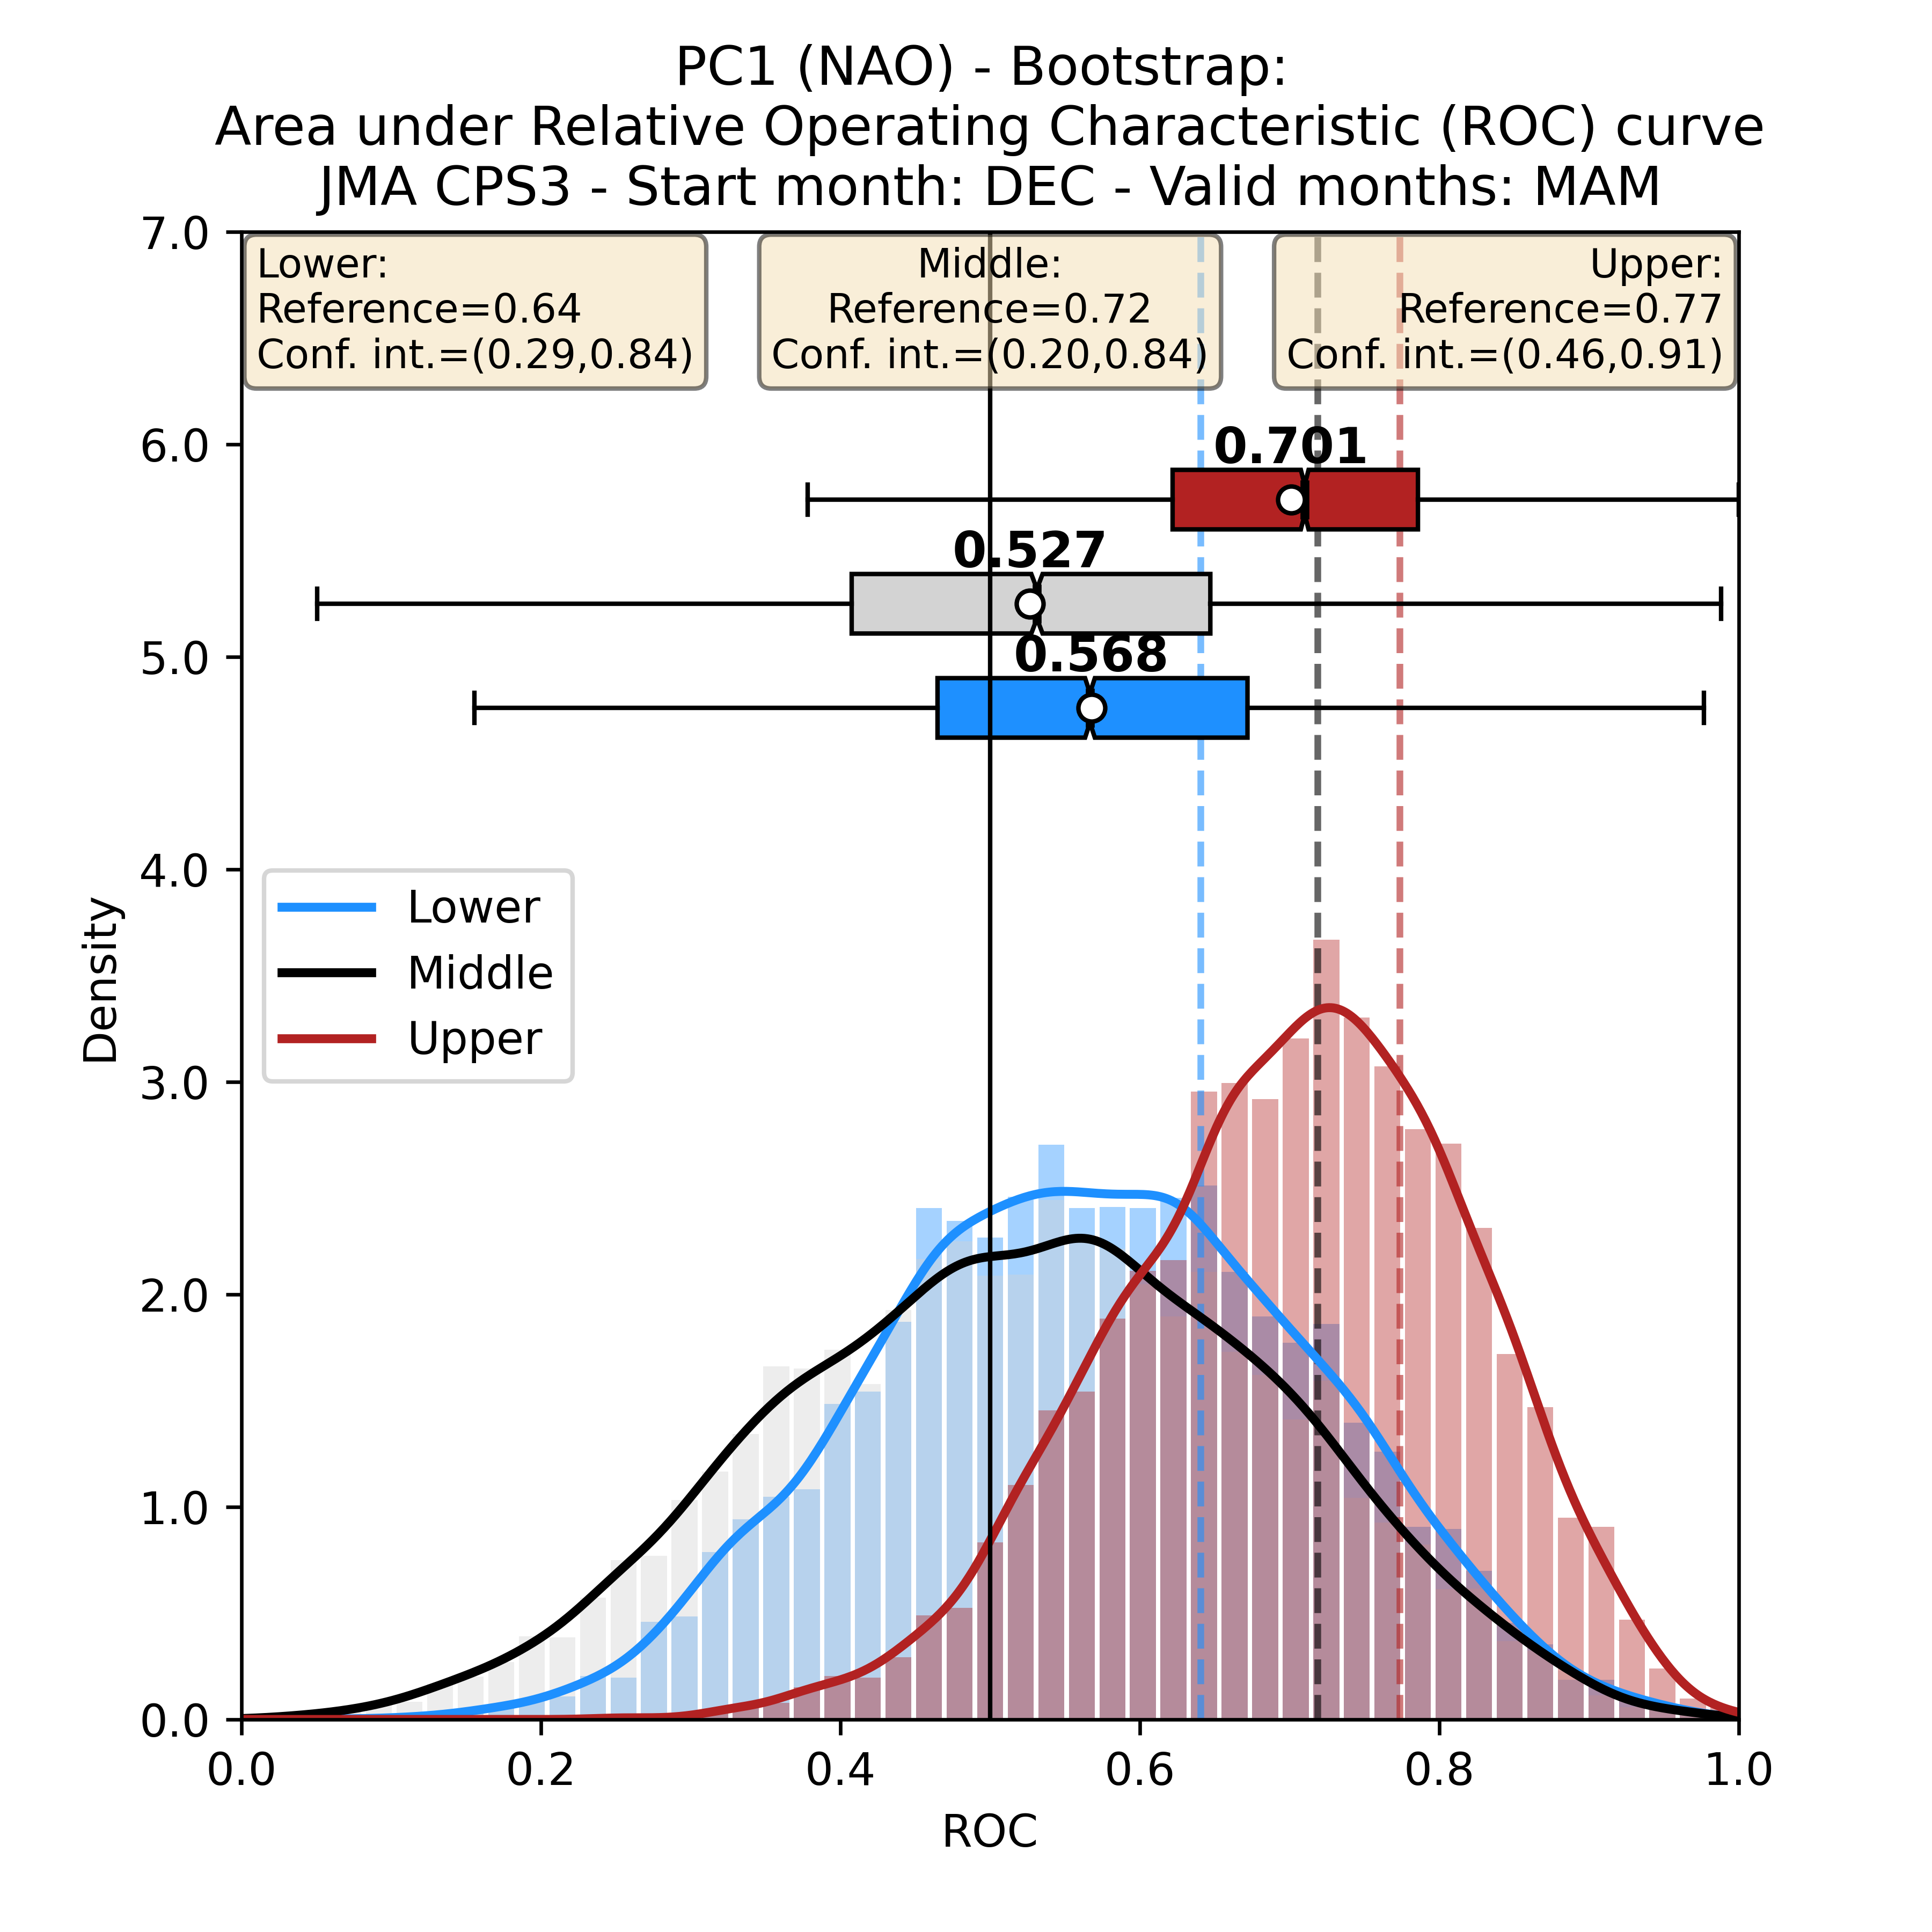 PC1 (NAO) - Bootstrap:
Area under Relative Operating Characteristic (ROC) curve
JMA CPS3 - Start month: DEC - Valid months: MAM
Lower:
Reference=0.64
Conf. int.=(0.29,0.84)
Middle:
Reference=0.72
Conf. int.=(0.20,0.84)
Upper:
Reference=0.77
Conf. int.=(0.46,0.91)
0.701
0.527
0.568
7.0
6.0
5.0
4.0
3.0
2.0
1.0
0.0
Density
Lower
Middle
Upper
0.0 0.2 0.4 0.6 0.8 1.0
ROC